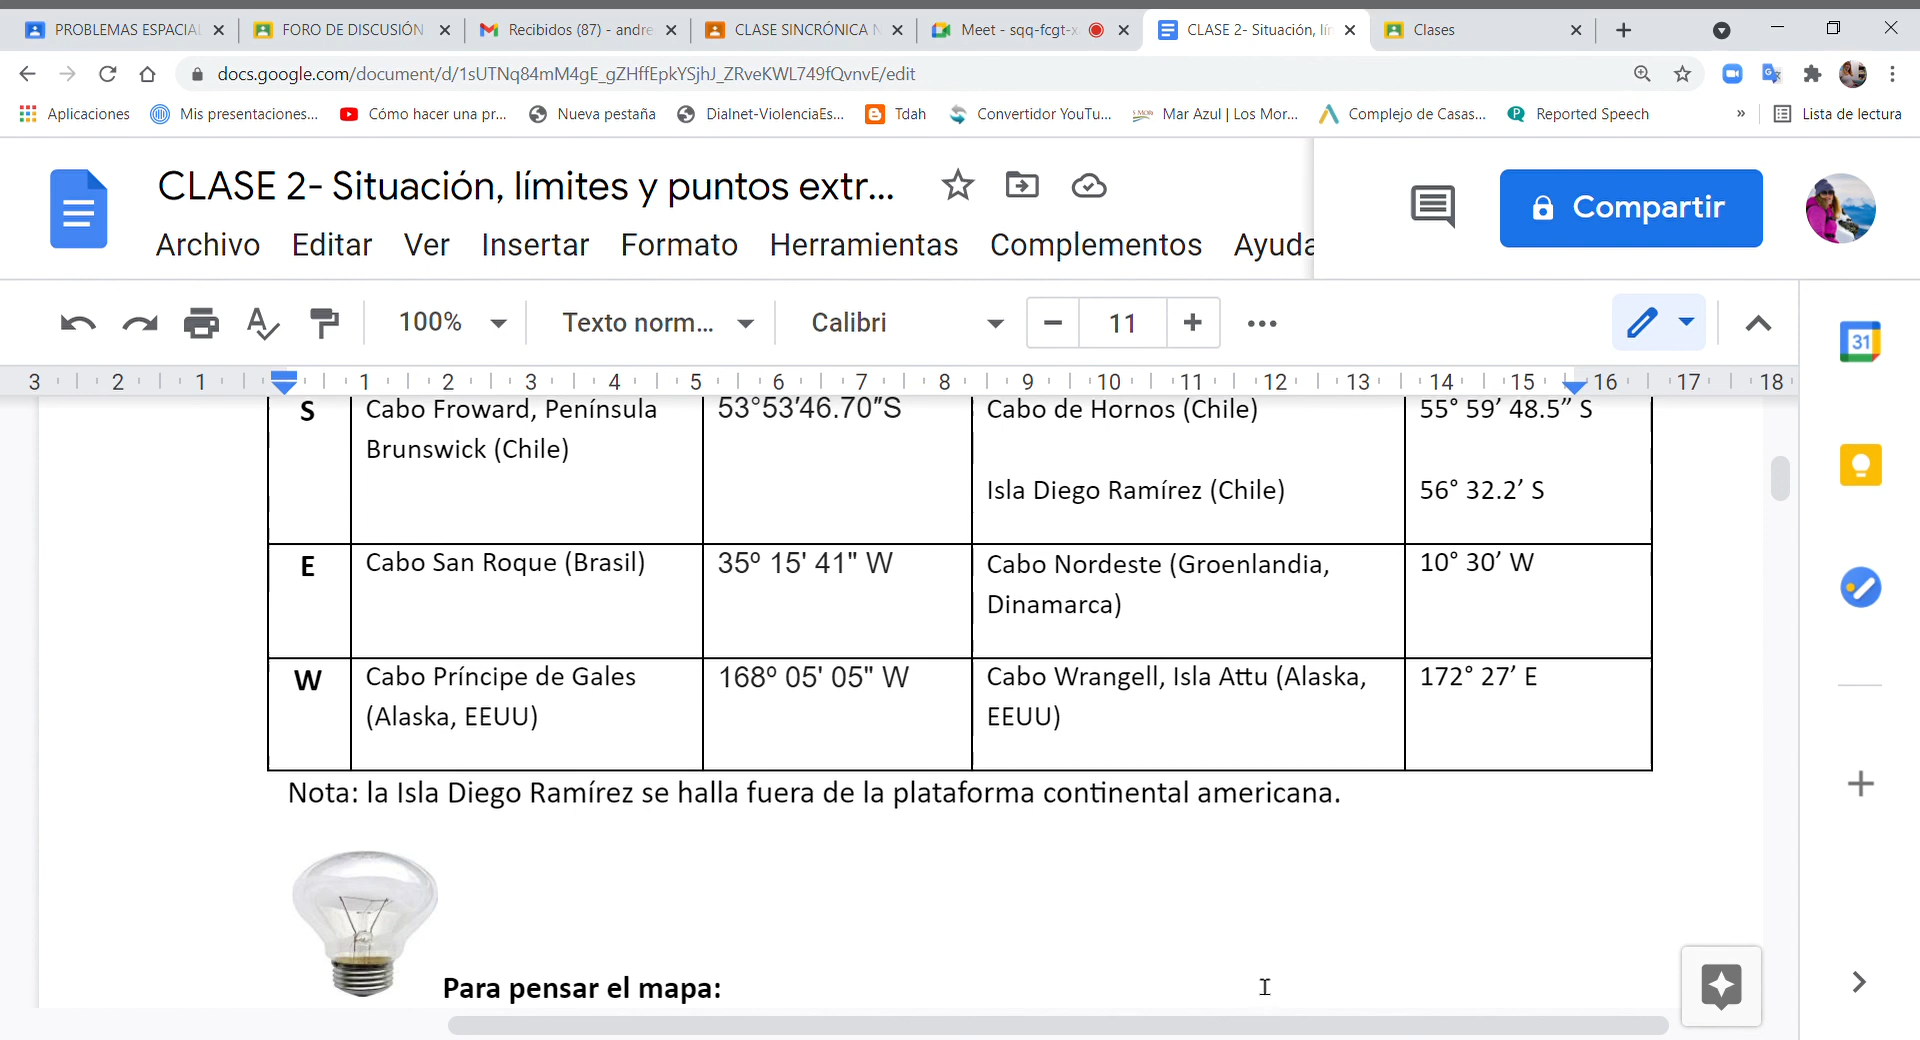 PROBLEMAS ESPACIA
FORO DE DISCUSIÓN
Recibidos (87) - andre
CLASE SINCRÓNICA N
Meet - sqq-fcgt-x
CLASE 2- Situación, lín
Clases
docs.google.com/document/d/1sUTNq84mM4gE_gZHffEpkYSjhJ_ZRveKWL749fQvnvE/edit
Aplicaciones
Mis presentaciones...
Cómo hacer una pr...
Nueva pestaña
Dialnet-ViolenciaEs...
Tdah
Convertidor YouTu...
Mar Azul | Los Mor...
Complejo de Casas...
Reported Speech
»
Lista de lectura
CLASE 2- Situación, límites y puntos extr...
Compartir
Archivo Editar Ver Insertar Formato Herramientas Complementos Ayuda
100% Texto norm... Calibri 11
31
3 2 1 1 2 3 4 5 6 7 8 9 10 11 12 13 14 15 16 17 18
S
Cabo Froward, Península
Brunswick (Chile)
53°53′46.70″S
Cabo de Hornos (Chile)
55° 59’ 48.5” S
Isla Diego Ramírez (Chile)
56° 32.2’ S
E
Cabo San Roque (Brasil)
35º 15' 41" W
Cabo Nordeste (Groenlandia,
Dinamarca)
10° 30’ W
W
Cabo Príncipe de Gales
(Alaska, EEUU)
168º 05' 05" W
Cabo Wrangell, Isla Attu (Alaska,
EEUU)
172° 27’ E
Nota: la Isla Diego Ramírez se halla fuera de la plataforma continental americana.
Para pensar el mapa: